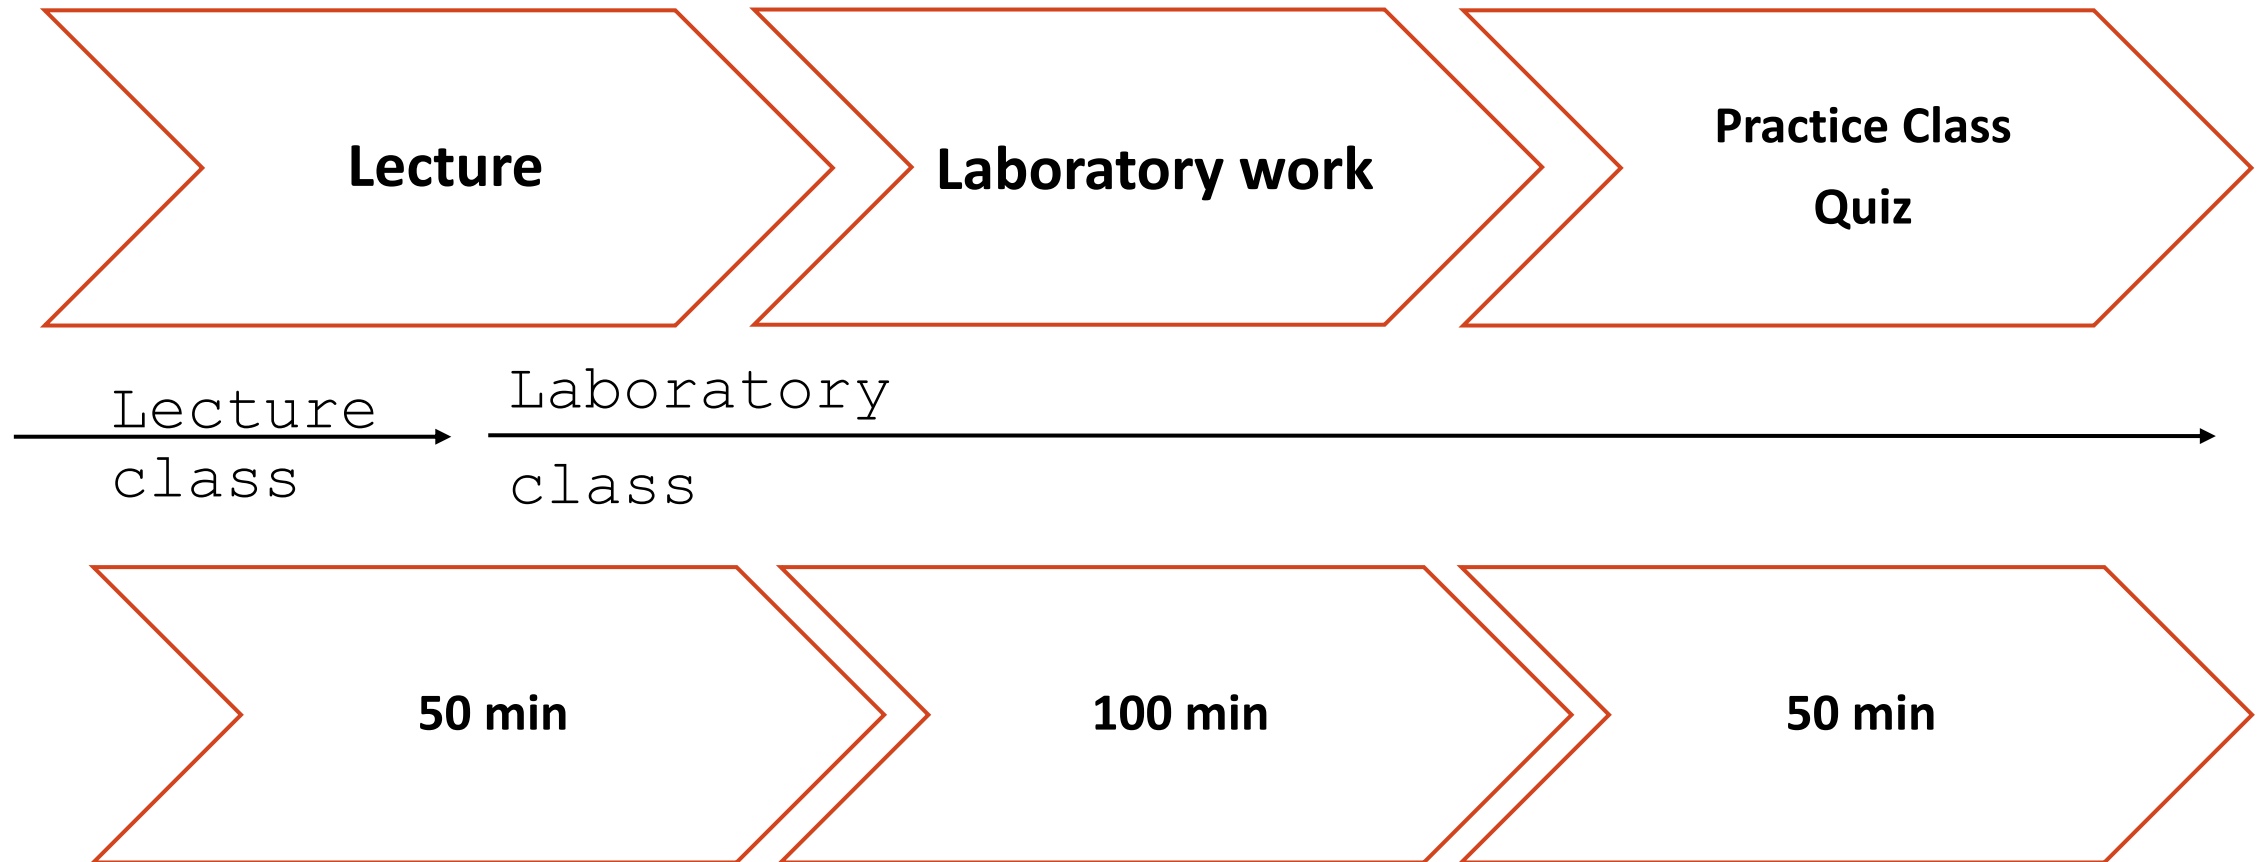 Lecture
Laboratory work
Practice Class
Quiz
Lecture
class
Laboratory
class
50 min
100 min
50 min